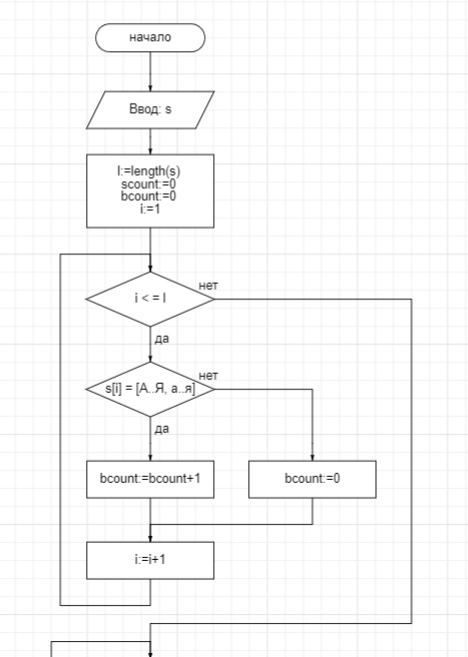 начало
Ввод: s
l:=length(s)
scount:=0
bcount:=0
i:=1
i < = l
нет
да
s[i] = [А..Я, а..я]
нет
да
bcount:=bcount+1
bcount:=0
i:=i+1